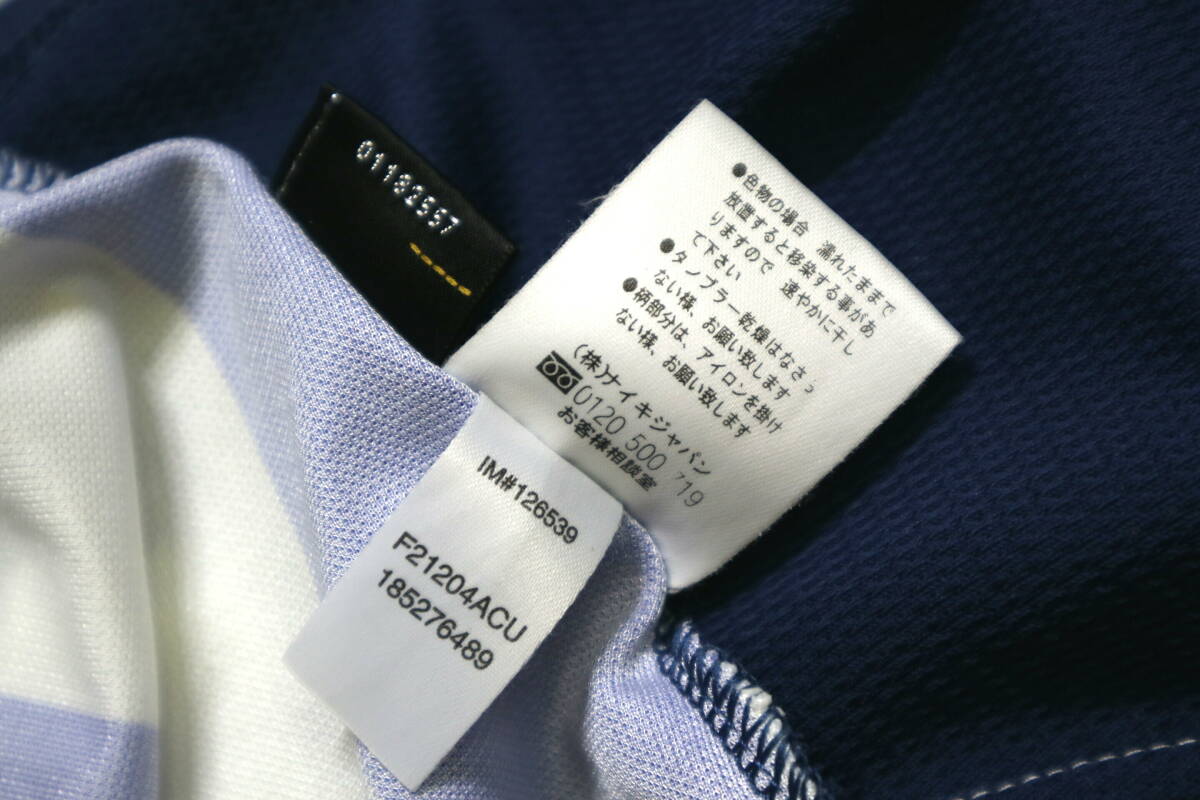 01183557
●色物の場合 濡れたままで
放置すると移染する事があ
りますので 速やかに干し
て下さい
●タンブラー乾燥はなさら
ない様、お願い致します
●柄部分は、アイロンを掛け
ない様、お願い致します
(株)ナイキジャパン
0120 500 719
お客様相談室
IM#126539
F21204ACU
185276489